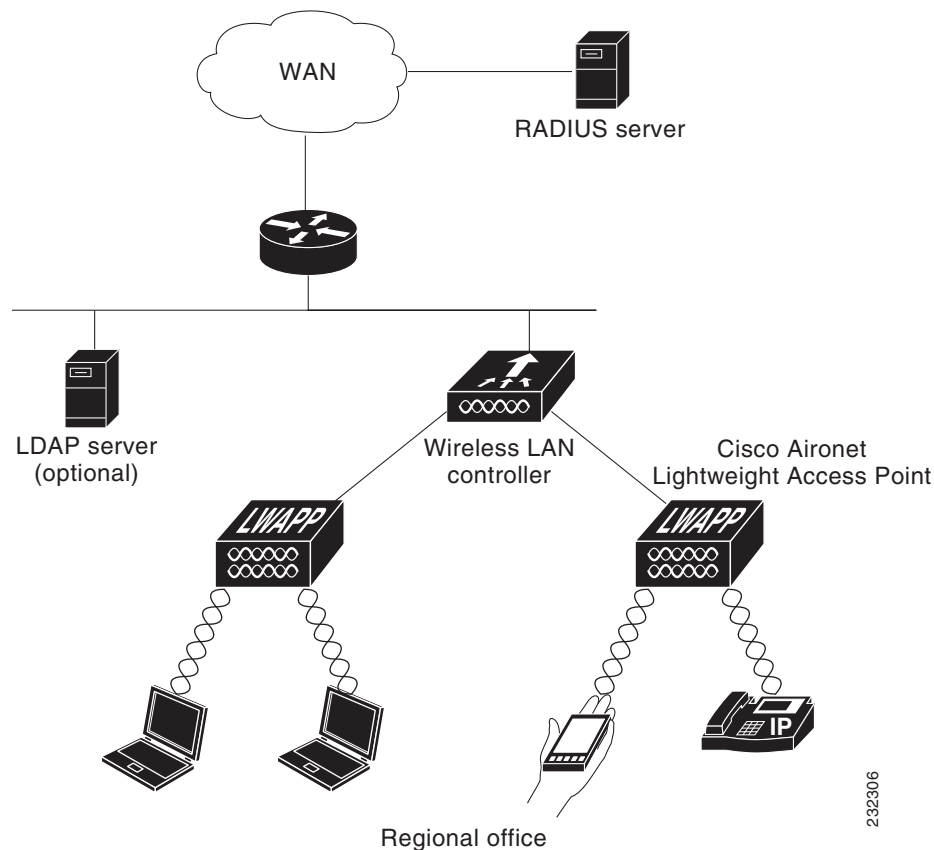 WAN
RADIUS server
LDAP server
(optional)
Wireless LAN
controller
Cisco Aironet
Lightweight Access Point
LWAPP
LWAPP
IP
232306
Regional office